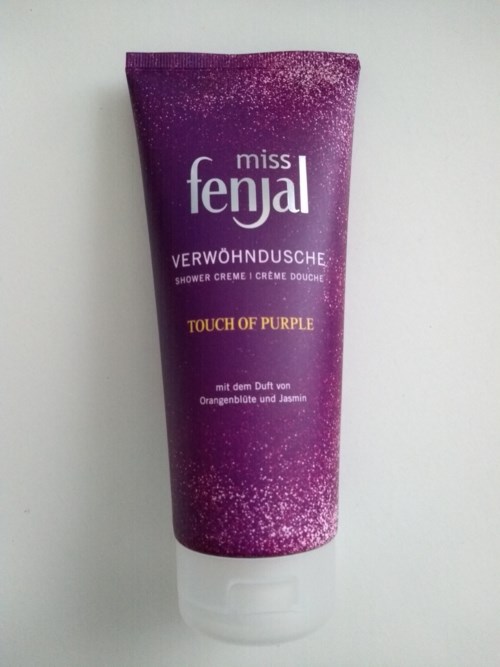 miss
fenjal
VERWÖHNDUSCHE
SHOWER CREME | CRÈME DOUCHE
TOUCH OF PURPLE
mit dem Duft von
Orangenblüte und Jasmin